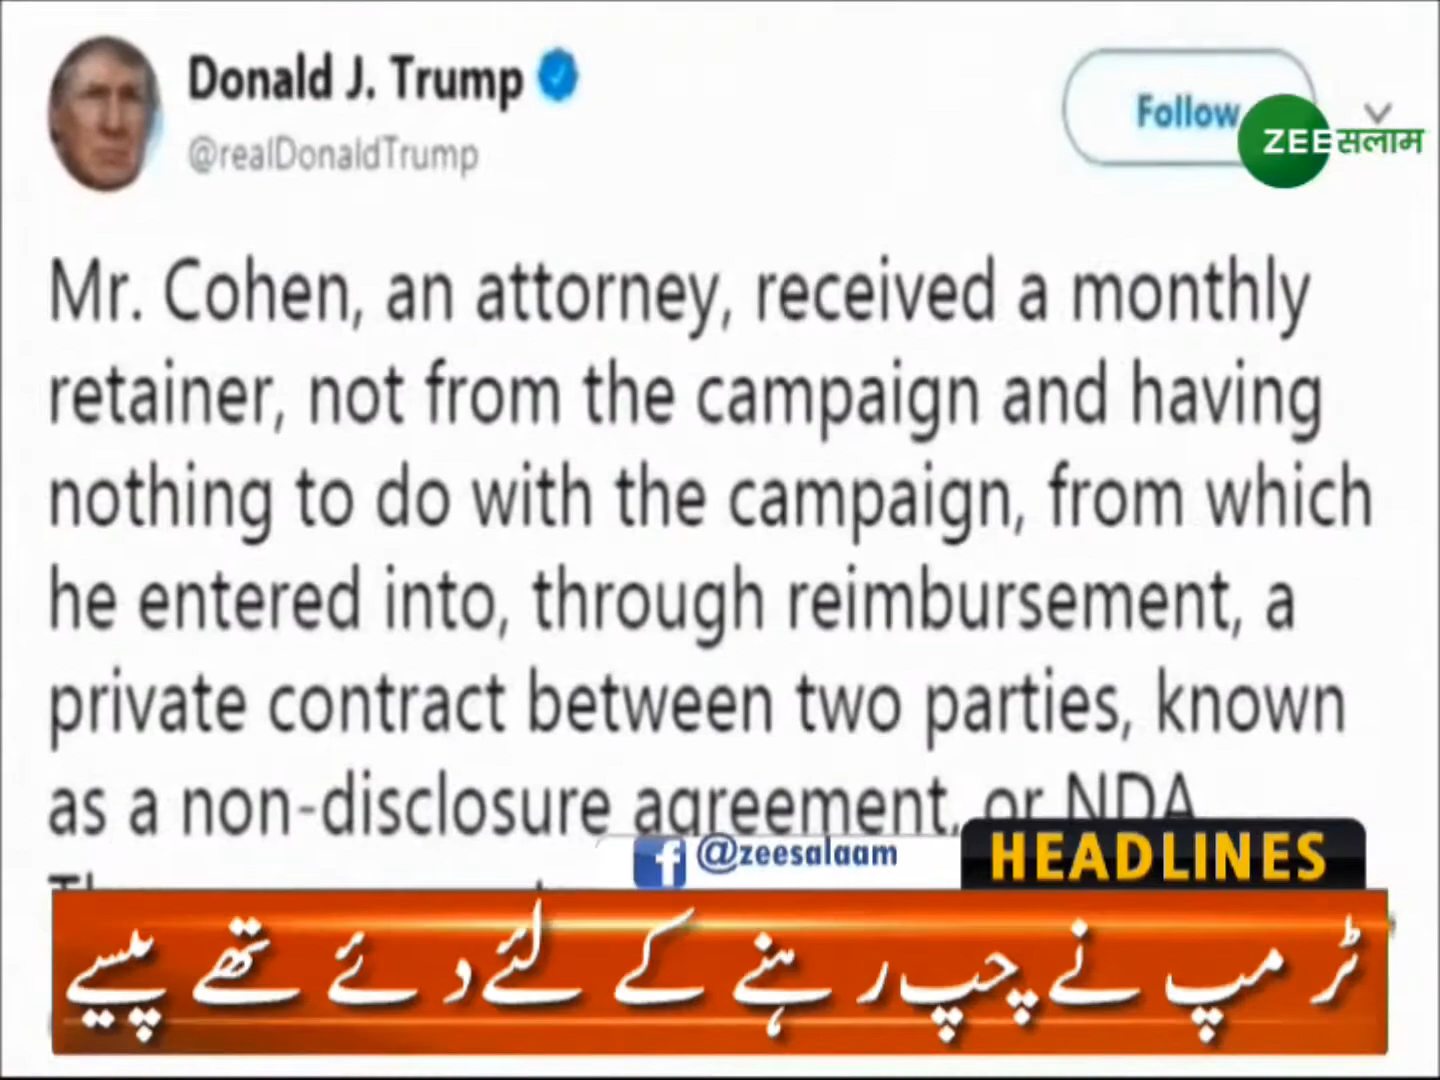 Donald J. Trump
@realDonaldTrump
Follow
ZEE सलाम
Mr. Cohen, an attorney, received a monthly
retainer, not from the campaign and having
nothing to do with the campaign, from which
he entered into, through reimbursement, a
private contract between two parties, known
as a non-disclosure agreement, or NDA.
f @zeesalaam
HEADLINES
ٹرمپ نے چپ رہنے کے لئے دئے تھے پیسے